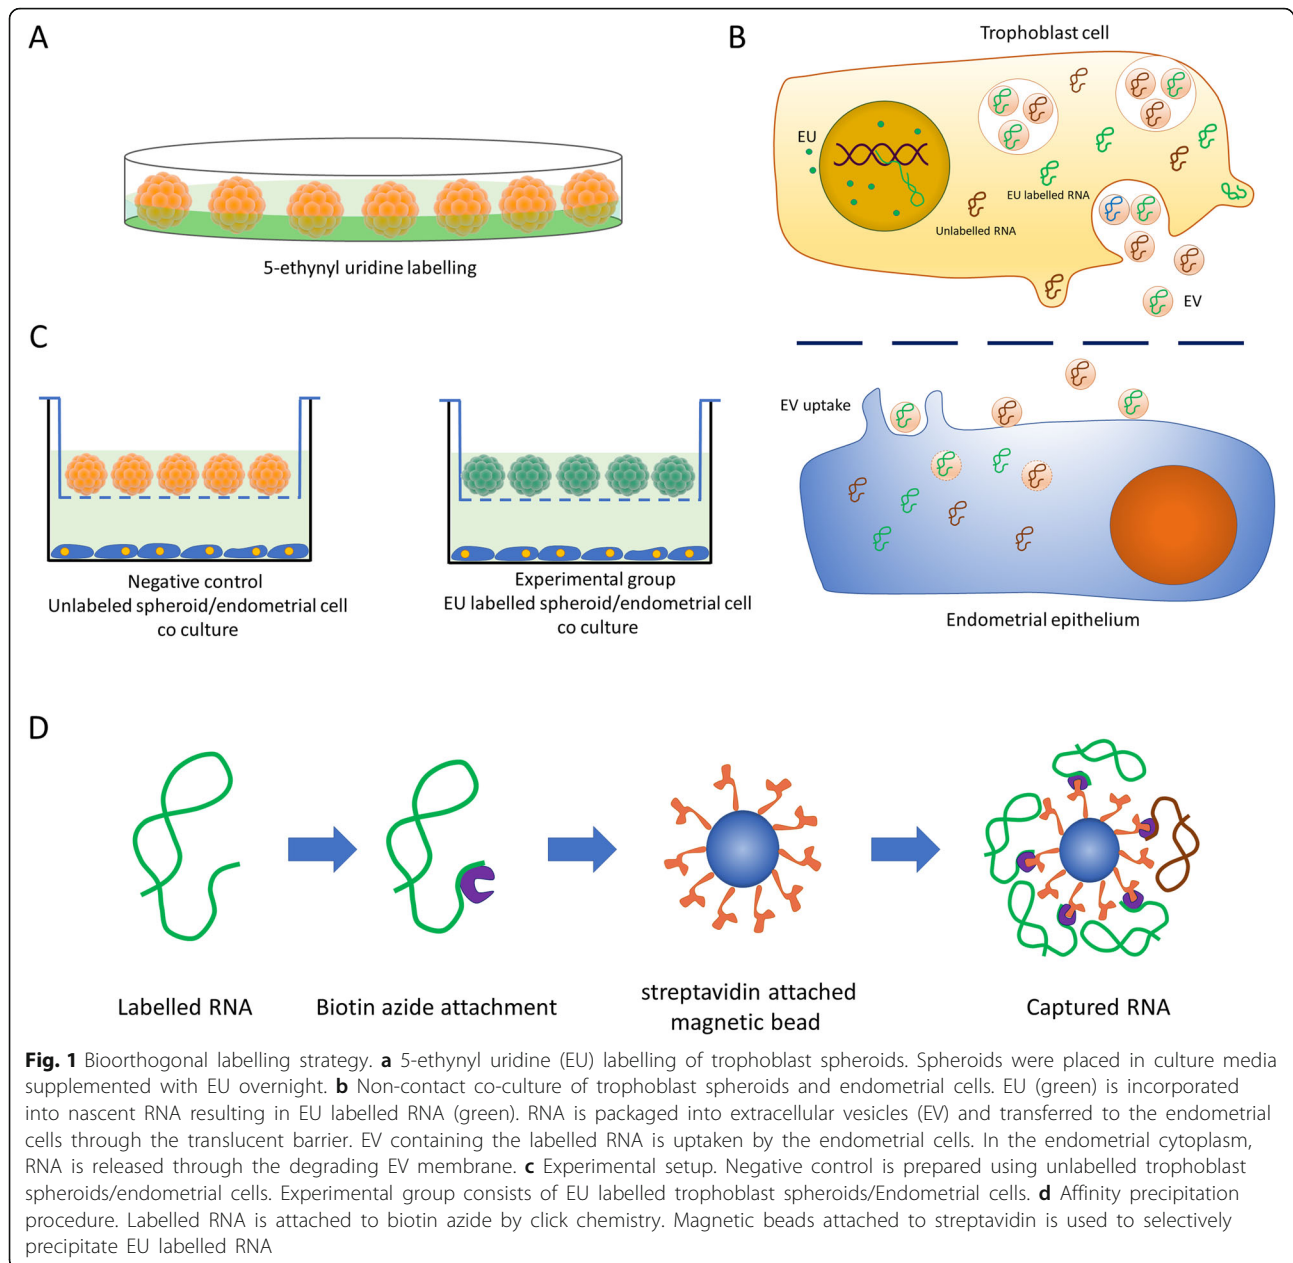 A
5-ethynyl uridine labelling
B
Trophoblast cell
EU
EU labelled RNA
Unlabelled RNA
EV
EV uptake
Endometrial epithelium
C
Negative control
Unlabeled spheroid/endometrial cell
co culture
Experimental group
EU labelled spheroid/endometrial cell
co culture
D
Labelled RNA
Biotin azide attachment
streptavidin attached
magnetic bead
Captured RNA
Fig. 1 Bioorthogonal labelling strategy. a 5-ethynyl uridine (EU) labelling of trophoblast spheroids. Spheroids were placed in culture media
supplemented with EU overnight. b Non-contact co-culture of trophoblast spheroids and endometrial cells. EU (green) is incorporated
into nascent RNA resulting in EU labelled RNA (green). RNA is packaged into extracellular vesicles (EV) and transferred to the endometrial
cells through the translucent barrier. EV containing the labelled RNA is uptaken by the endometrial cells. In the endometrial cytoplasm,
RNA is released through the degrading EV membrane. c Experimental setup. Negative control is prepared using unlabelled trophoblast
spheroids/endometrial cells. Experimental group consists of EU labelled trophoblast spheroids/Endometrial cells. d Affinity precipitation
procedure. Labelled RNA is attached to biotin azide by click chemistry. Magnetic beads attached to streptavidin is used to selectively
precipitate EU labelled RNA